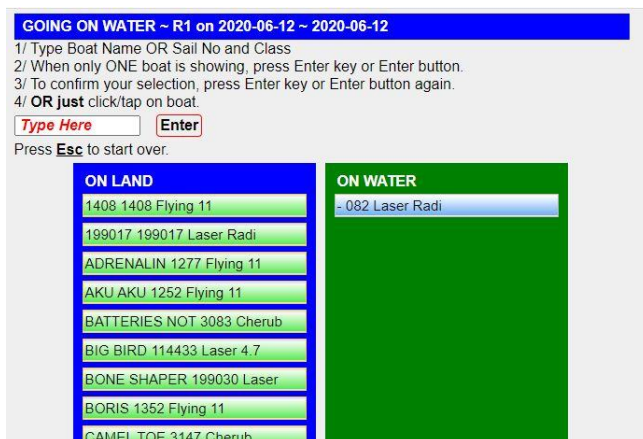 GOING ON WATER ~ R1 on 2020-06-12 ~ 2020-06-12
1/ Type Boat Name OR Sail No and Class
2/ When only ONE boat is showing, press Enter key or Enter button.
3/ To confirm your selection, press Enter key or Enter button again.
4/ OR just click/tap on boat.
Type Here Enter
Press Esc to start over.
ON LAND
1408 1408 Flying 11
199017 199017 Laser Radi
ADRENALIN 1277 Flying 11
AKU AKU 1252 Flying 11
BATTERIES NOT 3083 Cherub
BIG BIRD 114433 Laser 4.7
BONE SHAPER 199030 Laser
BORIS 1352 Flying 11
CAMEL TOE 3147 Cherub
ON WATER
- 082 Laser Radi